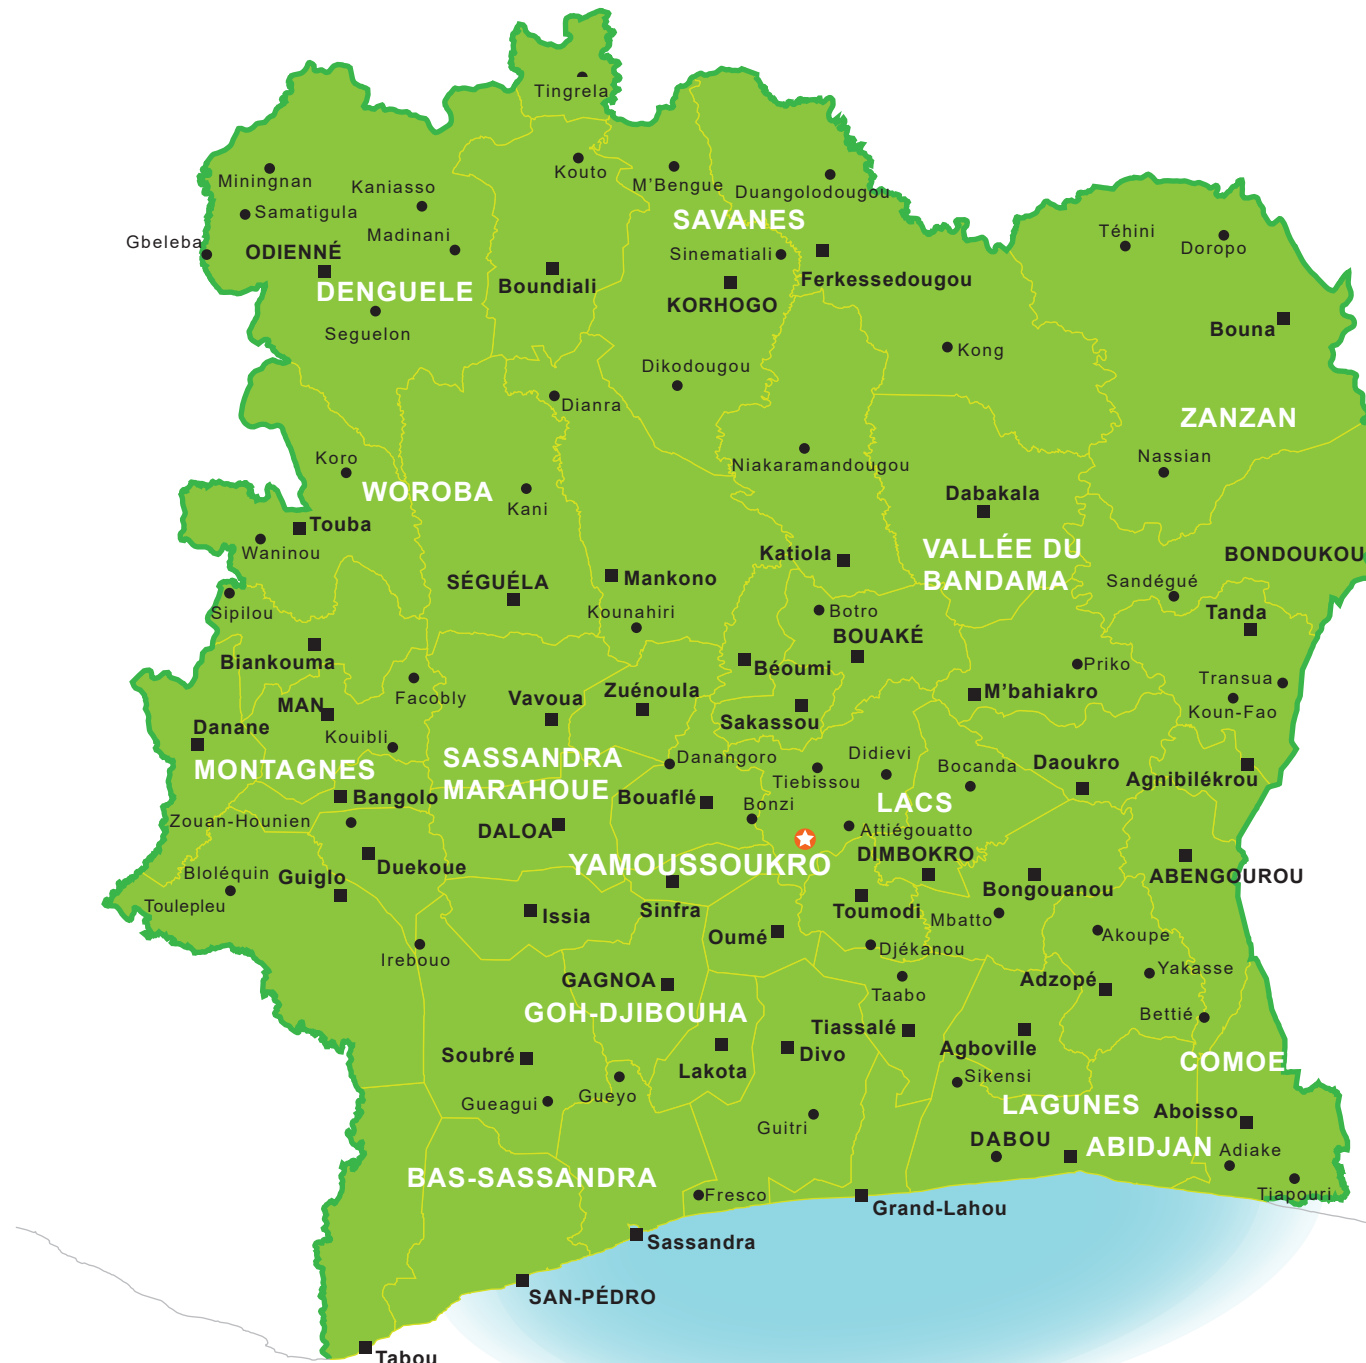 Tingrela
Kouto
M'Bengue
Duangolodougou
Miningnan
Kaniasso
Samatigula
SAVANES
Madinani
Gbeleba
ODIENNÉ
Sinematiali
Téhini
Doropo
Boundiali
Ferkessedougou
DENGUELE
KORHOGO
Seguelon
Bouna
Kong
Dikodougou
Dianra
ZANZAN
Koro
Niakaramandougou
Nassian
WOROBA
Kani
Dabakala
Touba
Waninou
Katiola
VALLÉE DU
BANDAMA
BONDOUKOU
SÉGUÉLA
Mankono
Sandégué
Sipilou
Kounahiri
Botro
Tanda
BOUAKÉ
Biankouma
Béoumi
Priko
Transua
Facobly
Vavoua
Zuénoula
M'bahiakro
MAN
Koun-Fao
Sakassou
Danane
Kouibli
SASSANDRA
MARAHOUE
Danangoro
Didievi
Tiebissou
Bocanda
Daoukro
Agnibilékrou
MONTAGNES
Bangolo
Bouaflé
Bonzi
LACS
Zouan-Hounien
DALOA
Attiégouatto
DIMBOKRO
YAMOUSSOUKRO
Duekoue
Bloléquin
Guiglo
Bongouanou
ABENGOUROU
Toulepleu
Issia
Sinfra
Toumodi
Mbatto
Oumé
Akoupe
Djékanou
Irebouo
Yakasse
GAGNOA
Taabo
Adzopé
GOH-DJIBOUHA
Bettié
Tiassalé
Soubré
Divo
Agboville
Lakota
COMOE
Sikensi
Gueagui
Gueyo
LAGUNES
Guitri
Aboisso
DABOU
ABIDJAN
Adiake
BAS-SASSANDRA
Fresco
Tiapouri
Grand-Lahou
Sassandra
SAN-PÉDRO
Tabou